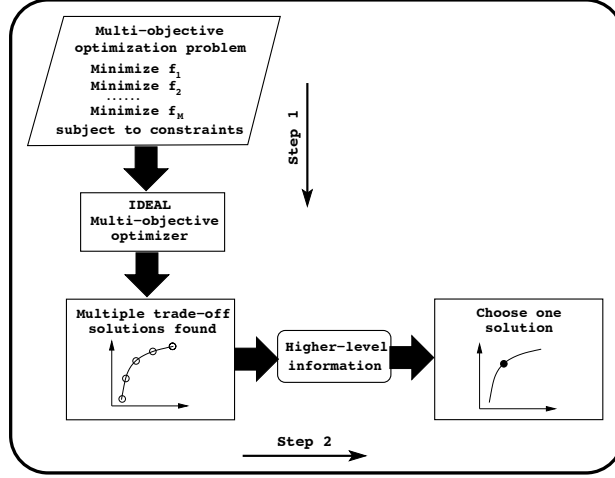 Multi-objective
optimization problem
Minimize f1
Minimize f2
......
Minimize fM
subject to constraints
Step 1
IDEAL
Multi-objective
optimizer
Multiple trade-off
solutions found
Higher-level
information
Choose one
solution
Step 2